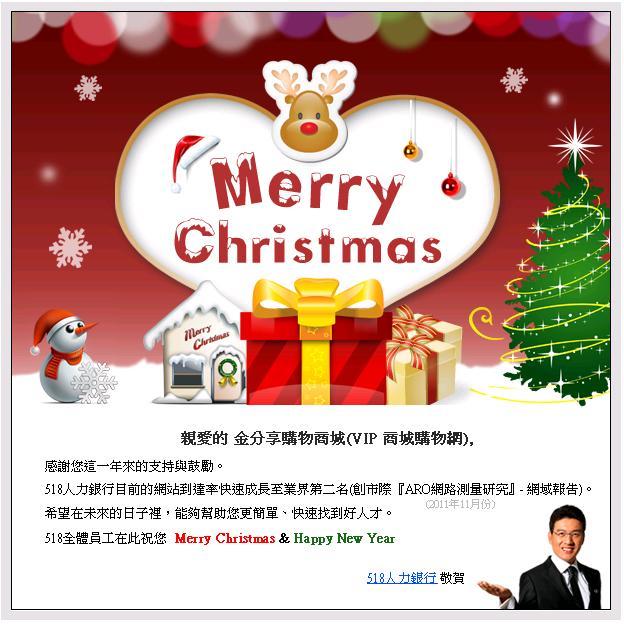 Merry
Christmas
Merry
Christmas
親愛的 金分享購物商城(VIP 商城購物網),
感謝您這一年來的支持與鼓勵。
518人力銀行目前的網站到達率快速成長至業界第二名(創市際『ARO網路測量研究』- 網域報告)。
(2011年11月份)
希望在未來的日子裡，能夠幫助您更簡單、快速找到好人才。
518全體員工在此祝您 Merry Christmas & Happy New Year
518人力銀行 敬賀